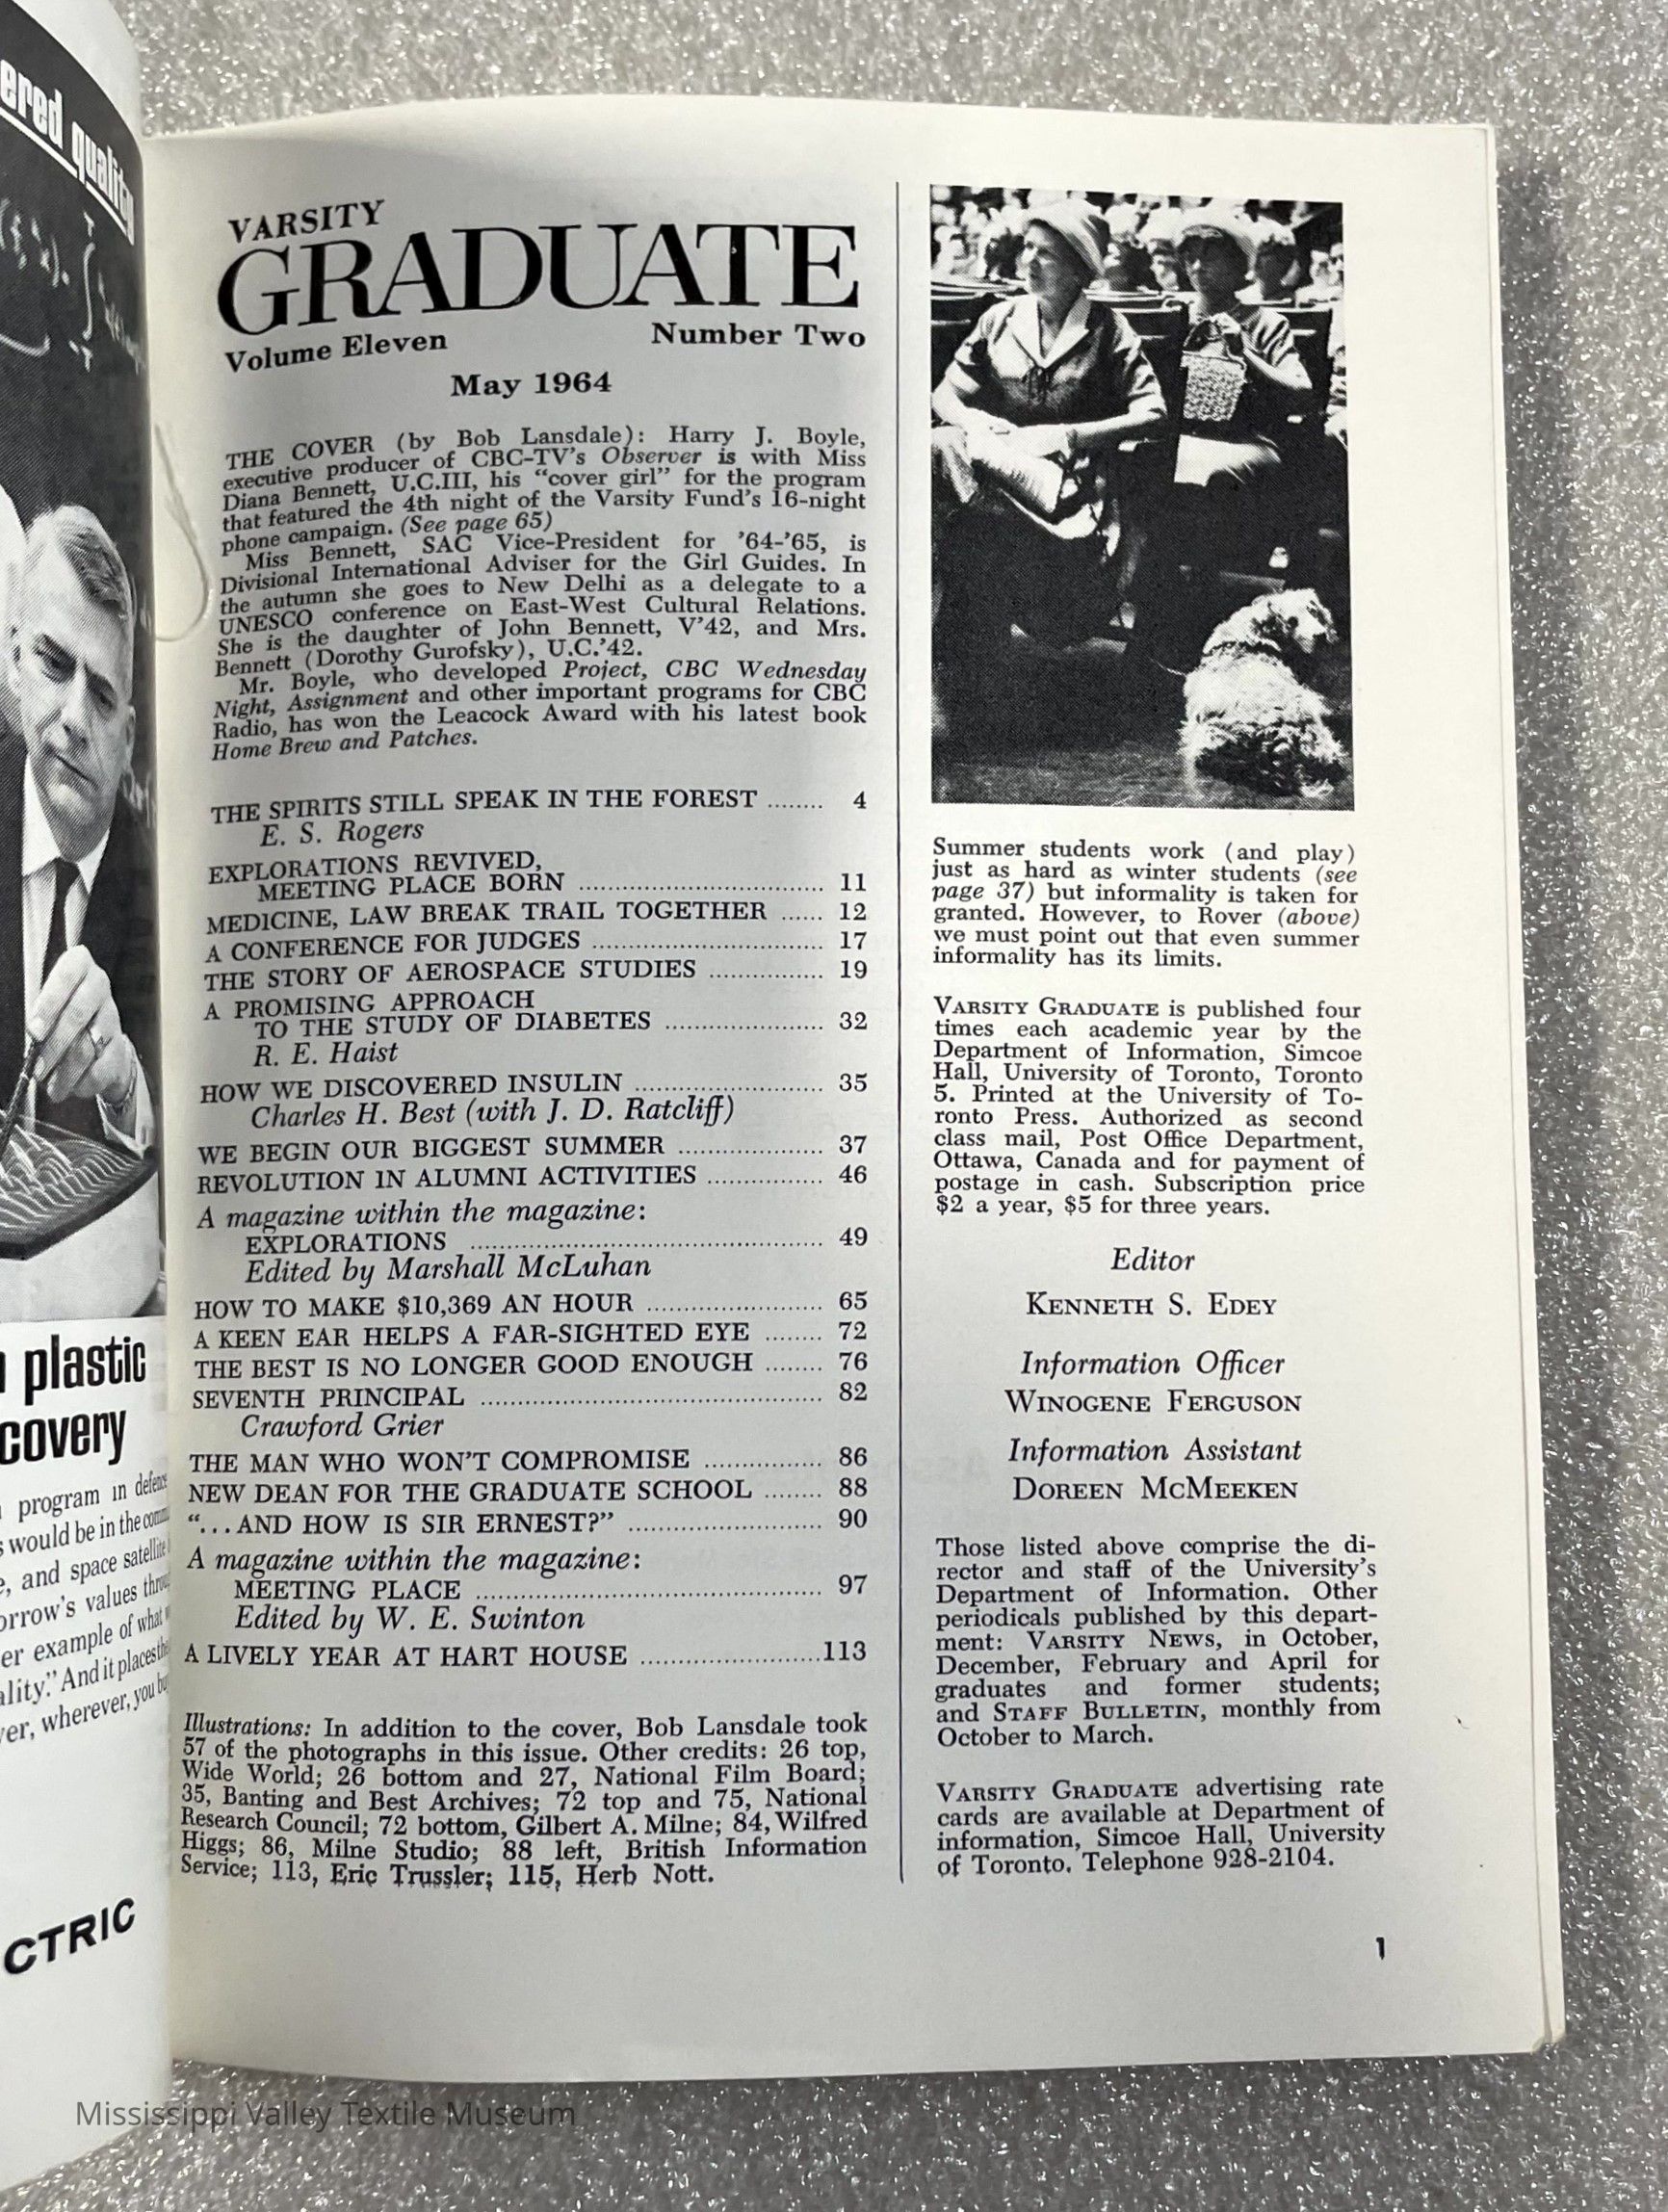 ered quality
VARSITY
GRADUATE
Volume Eleven Number Two
May 1964
THE COVER (by Bob Lansdale): Harry J. Boyle,
executive producer of CBC-TV's Observer is with Miss
Diana Bennett, U.C.III, his "cover girl" for the program
that featured the 4th night of the Varsity Fund's 16-night
phone campaign. (See page 65)
Miss Bennett, SAC Vice-President for '64-'65, is
Divisional International Adviser for the Girl Guides. In
the autumn she goes to New Delhi as a delegate to a
UNESCO conference on East-West Cultural Relations.
She is the daughter of John Bennett, V'42, and Mrs.
Bennett (Dorothy Gurofsky), U.C.'42.
Mr. Boyle, who developed Project, CBC Wednesday
Night, Assignment and other important programs for CBC
Radio, has won the Leacock Award with his latest book
Home Brew and Patches.
THE SPIRITS STILL SPEAK IN THE FOREST ........ 4
E. S. Rogers
EXPLORATIONS REVIVED,
MEETING PLACE BORN ................................... 11
MEDICINE, LAW BREAK TRAIL TOGETHER ...... 12
A CONFERENCE FOR JUDGES ................................. 17
THE STORY OF AEROSPACE STUDIES ................ 19
A PROMISING APPROACH
TO THE STUDY OF DIABETES ...................... 32
R. E. Haist
HOW WE DISCOVERED INSULIN ........................... 35
Charles H. Best (with J. D. Ratcliff)
WE BEGIN OUR BIGGEST SUMMER ..................... 37
REVOLUTION IN ALUMNI ACTIVITIES ................ 46
A magazine within the magazine:
EXPLORATIONS ................................................... 49
Edited by Marshall McLuhan
HOW TO MAKE $10,369 AN HOUR ......................... 65
A KEEN EAR HELPS A FAR-SIGHTED EYE ........ 72
THE BEST IS NO LONGER GOOD ENOUGH ........ 76
SEVENTH PRINCIPAL ................................................. 82
Crawford Grier
THE MAN WHO WON'T COMPROMISE ................. 86
NEW DEAN FOR THE GRADUATE SCHOOL ........ 88
"...AND HOW IS SIR ERNEST?" ............................ 90
A magazine within the magazine:
MEETING PLACE .................................................. 97
Edited by W. E. Swinton
A LIVELY YEAR AT HART HOUSE ..........................113
Illustrations: In addition to the cover, Bob Lansdale took
57 of the photographs in this issue. Other credits: 26 top,
Wide World; 26 bottom and 27, National Film Board;
35, Banting and Best Archives; 72 top and 75, National
Research Council; 72 bottom, Gilbert A. Milne; 84, Wilfred
Higgs; 86, Milne Studio; 88 left, British Information
Service; 113, Eric Trussler; 115, Herb Nott.
Summer students work (and play)
just as hard as winter students (see
page 37) but informality is taken for
granted. However, to Rover (above)
we must point out that even summer
informality has its limits.
VARSITY GRADUATE is published four
times each academic year by the
Department of Information, Simcoe
Hall, University of Toronto, Toronto
5. Printed at the University of To-
ronto Press. Authorized as second
class mail, Post Office Department,
Ottawa, Canada and for payment of
postage in cash. Subscription price
$2 a year, $5 for three years.
Editor
KENNETH S. EDEY
Information Officer
WINOGENE FERGUSON
Information Assistant
DOREEN MCMEEKEN
Those listed above comprise the di-
rector and staff of the University's
Department of Information. Other
periodicals published by this depart-
ment: VARSITY NEWS, in October,
December, February and April for
graduates and former students;
and STAFF BULLETIN, monthly from
October to March.
VARSITY GRADUATE advertising rate
cards are available at Department of
information, Simcoe Hall, University
of Toronto. Telephone 928-2104.
1
plastic
covery
program in defence
would be in the
, and space satellite
orrow's values
er example of what
ality." And it places the
er, wherever, you
CTRIC
Mississippi Valley Textile Museum